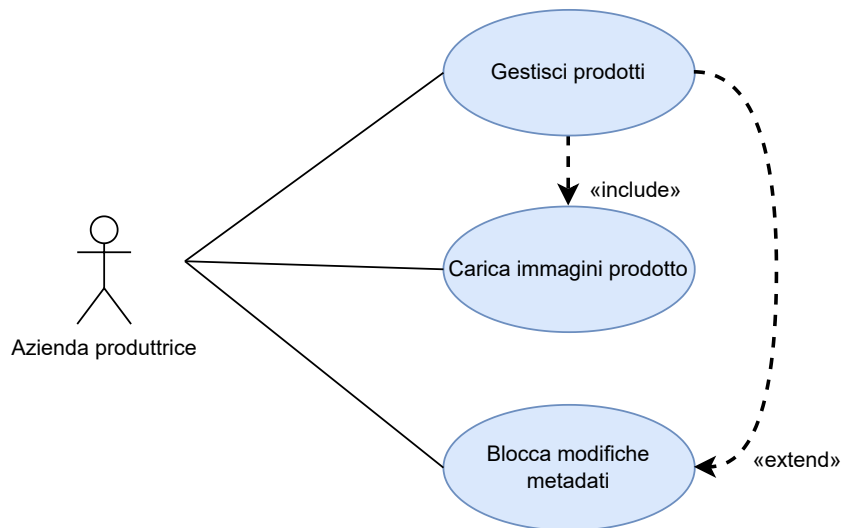 Gestisci prodotti
«include»
Carica immagini prodotto
Azienda produttrice
Blocca modifiche
metadati
«extend»